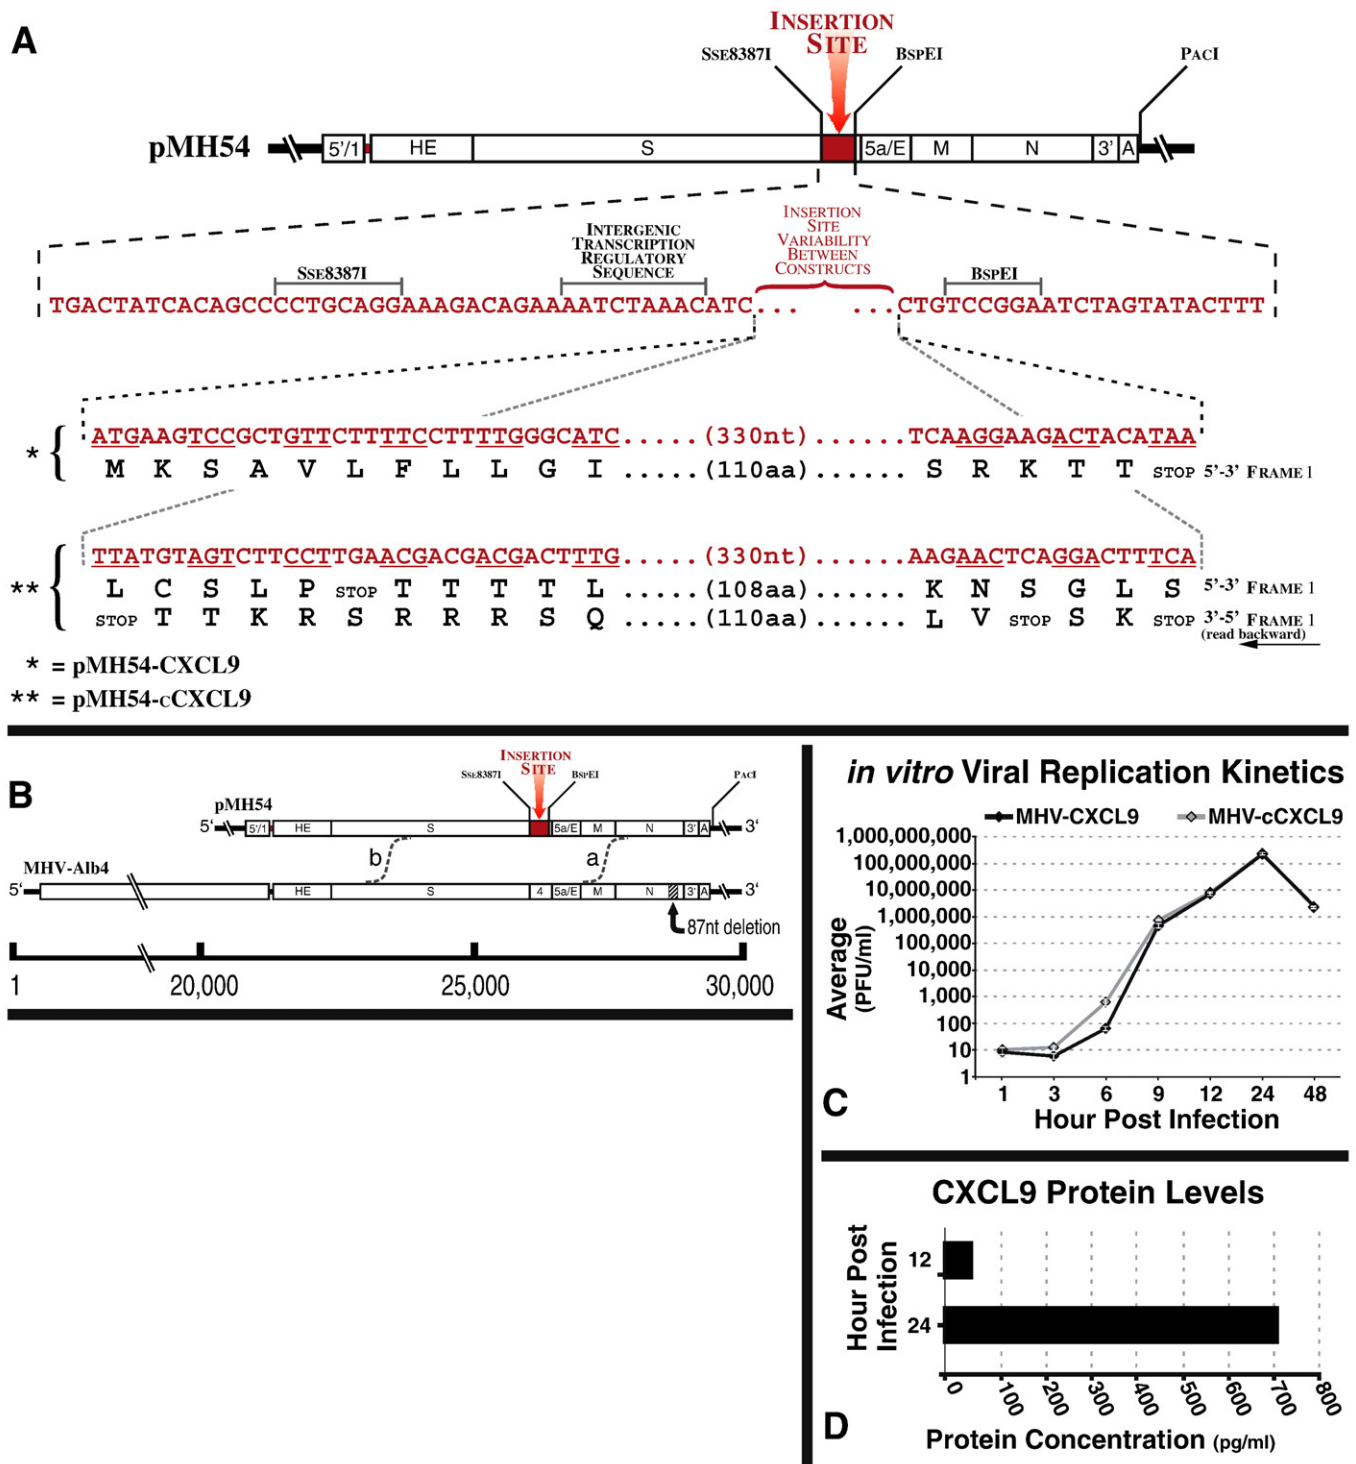 A
INSERTION
SITE
SSE8387I
BSPEI
PACI
pMH54
5'/1 HE S 5a/E M N 3' A
INTERGENIC
TRANSCRIPTION
REGULATORY
SEQUENCE
INSERTION
SITE
VARIABILITY
BETWEEN
CONSTRUCTS
SSE8387I
BSPEI
TGACTATCACAGCCCCTGCAGGAAAGACAGAAAATCTAAACATC... ...CTGTCCGGAATCTAGTATACTTT
* ATGAAGTCCGCTGTTCTTTTCCTTTTGGGCATC.....(330nt)......TCAAGGAAGACTACATAA
M K S A V L F L L G I .....(110aa)...... S R K T T STOP 5'-3' FRAME 1
** TTATGTAGTCTTCCTTGAACGACGACGACTTTG.....(330nt)......AAGAACTCAGGACTTTCA
L C S L P STOP T T T T L .....(108aa)...... K N S G L S 5'-3' FRAME 1
STOP T T K R S R R R S Q .....(110aa)...... L V STOP S K STOP 3'-5' FRAME 1
(read backward)
* = pMH54-CXCL9
** = pMH54-cCXCL9
B
INSERTION
SITE
SSE8387I
BSPEI
PACI
pMH54
5' 5'/1 HE S 5a/E M N 3' A 3'
b a
MHV-Alb4
5' HE S 4 5a/E M N 3' A 3'
87nt deletion
1 20,000 25,000 30,000
in vitro Viral Replication Kinetics
MHV-CXCL9 MHV-cCXCL9
Average
(PFU/ml)
1,000,000,000
100,000,000
10,000,000
1,000,000
100,000
10,000
1,000
100
10
1
1 3 6 9 12 24 48
Hour Post Infection
C
CXCL9 Protein Levels
Hour Post
Infection
12
24
0 100 200 300 400 500 600 700 800
Protein Concentration (pg/ml)
D